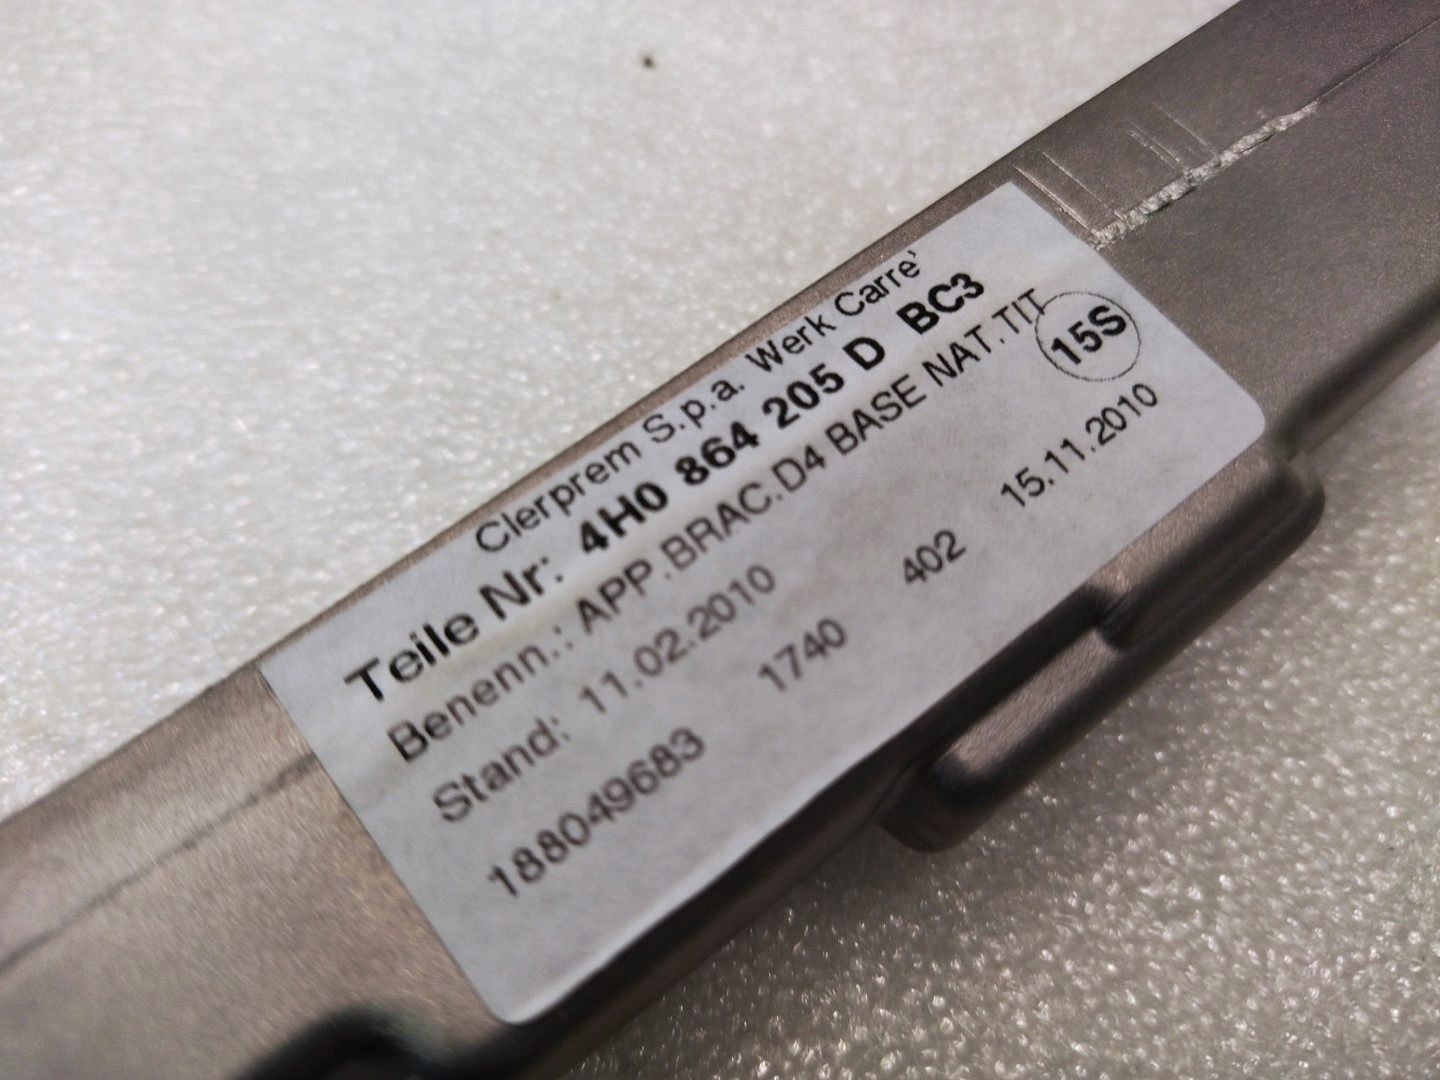 Clerprem S.p.a. Werk Carre'
Teile Nr: 4H0 864 205 D BC3
Benenn.: APP.BRAC.D4 BASE NAT.TIT
15S
Stand: 11.02.2010
188049683 1740 402 15.11.2010